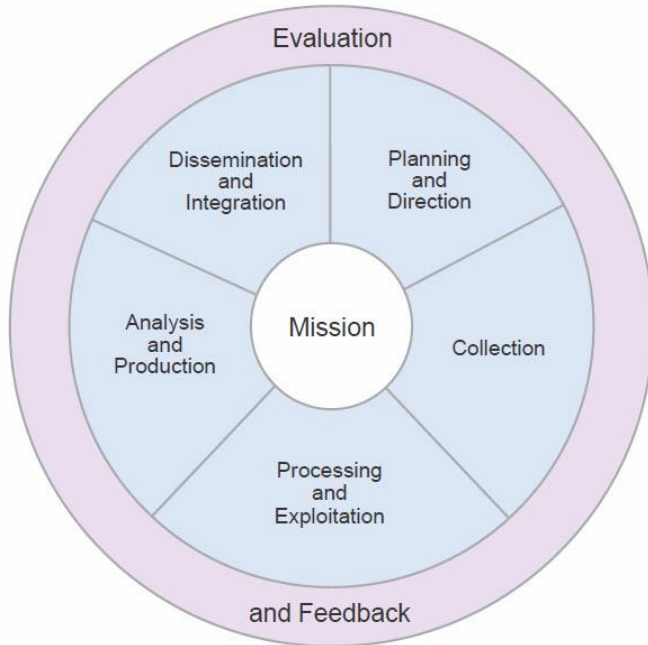 Evaluation
Dissemination
and
Integration
Planning
and
Direction
Analysis
and
Production
Mission
Collection
Processing
and
Exploitation
and Feedback